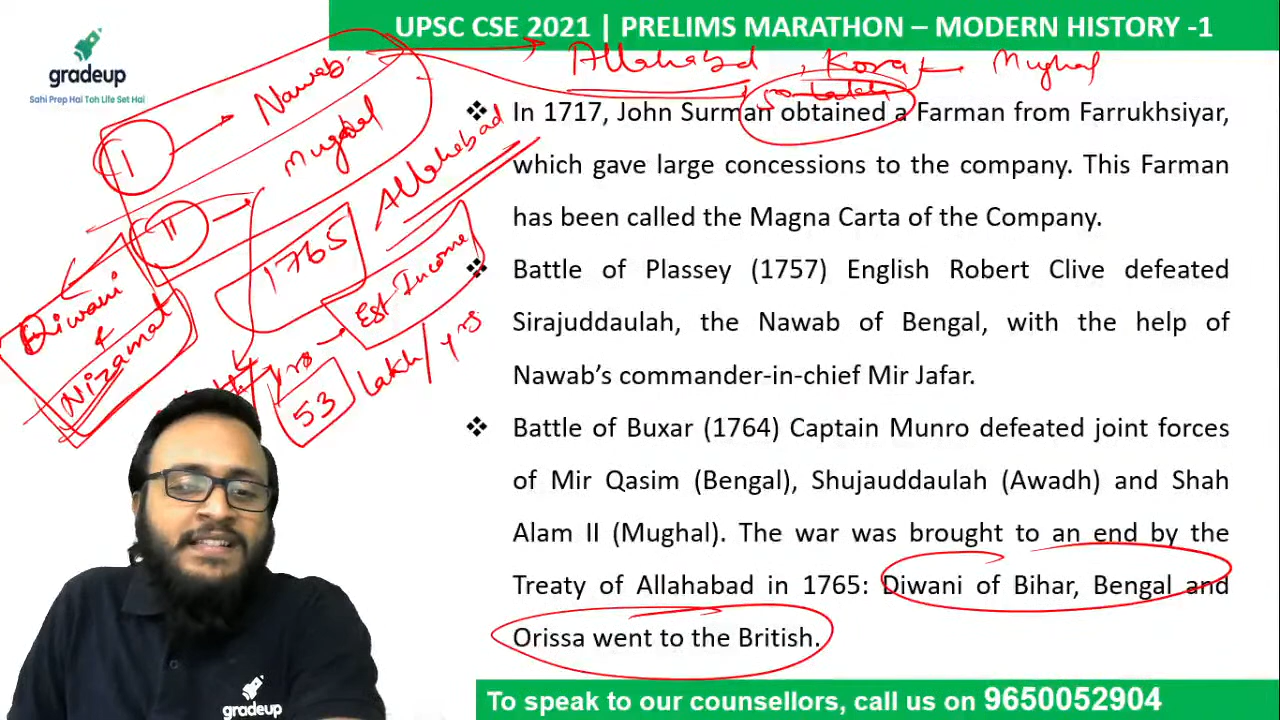 UPSC CSE 2021 | PRELIMS MARATHON – MODERN HISTORY -1
gradeup
Sahi Prep Hai Toh Life Set Hai
Allahabad, Kora Mughal
50 lakh
I Nawab
Mughal
II
Allahabad
1765
Est Income
Diwani
&
Nizamat
yrs
53 lakh/yrs
❖ In 1717, John Surman obtained a Farman from Farrukhsiyar,
which gave large concessions to the company. This Farman
has been called the Magna Carta of the Company.
❖ Battle of Plassey (1757) English Robert Clive defeated
Sirajuddaulah, the Nawab of Bengal, with the help of
Nawab’s commander-in-chief Mir Jafar.
❖ Battle of Buxar (1764) Captain Munro defeated joint forces
of Mir Qasim (Bengal), Shujauddaulah (Awadh) and Shah
Alam II (Mughal). The war was brought to an end by the
Treaty of Allahabad in 1765: Diwani of Bihar, Bengal and
Orissa went to the British.
gradeup
To speak to our counsellors, call us on 9650052904